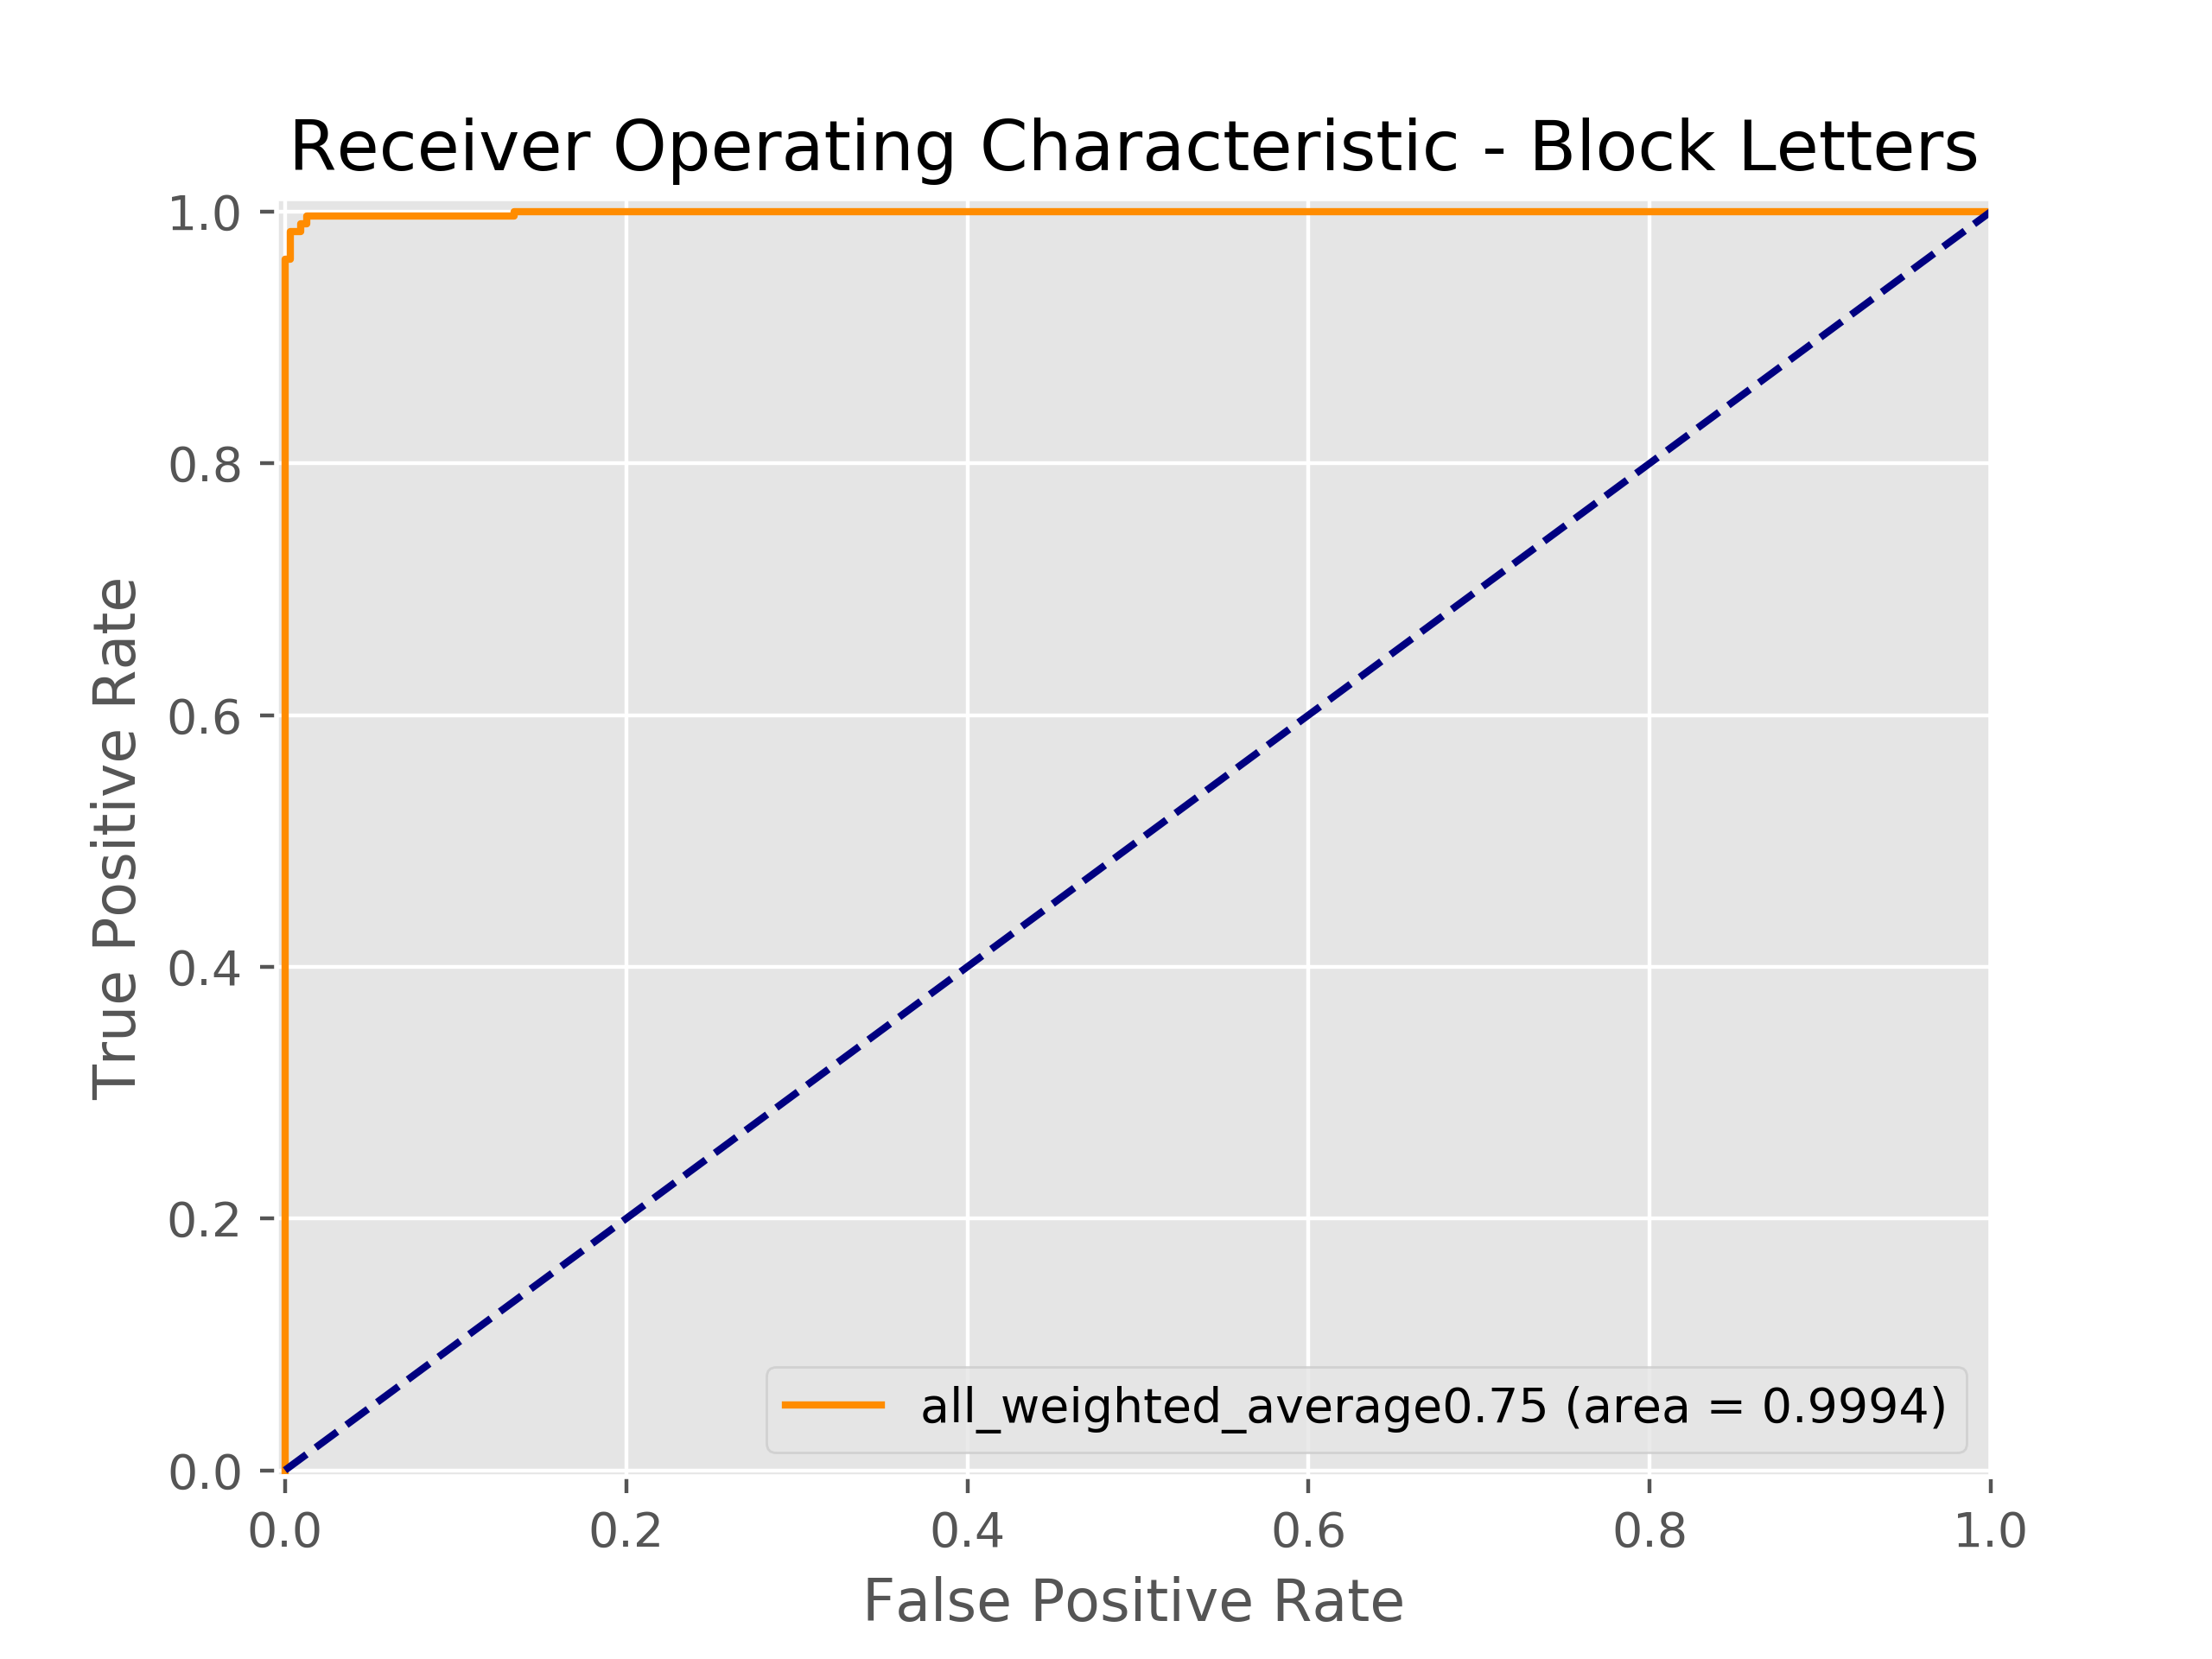 Receiver Operating Characteristic - Block Letters
1.0
0.8
0.6
0.4
0.2
0.0
True Positive Rate
all_weighted_average0.75 (area = 0.9994)
0.0 0.2 0.4 0.6 0.8 1.0
False Positive Rate